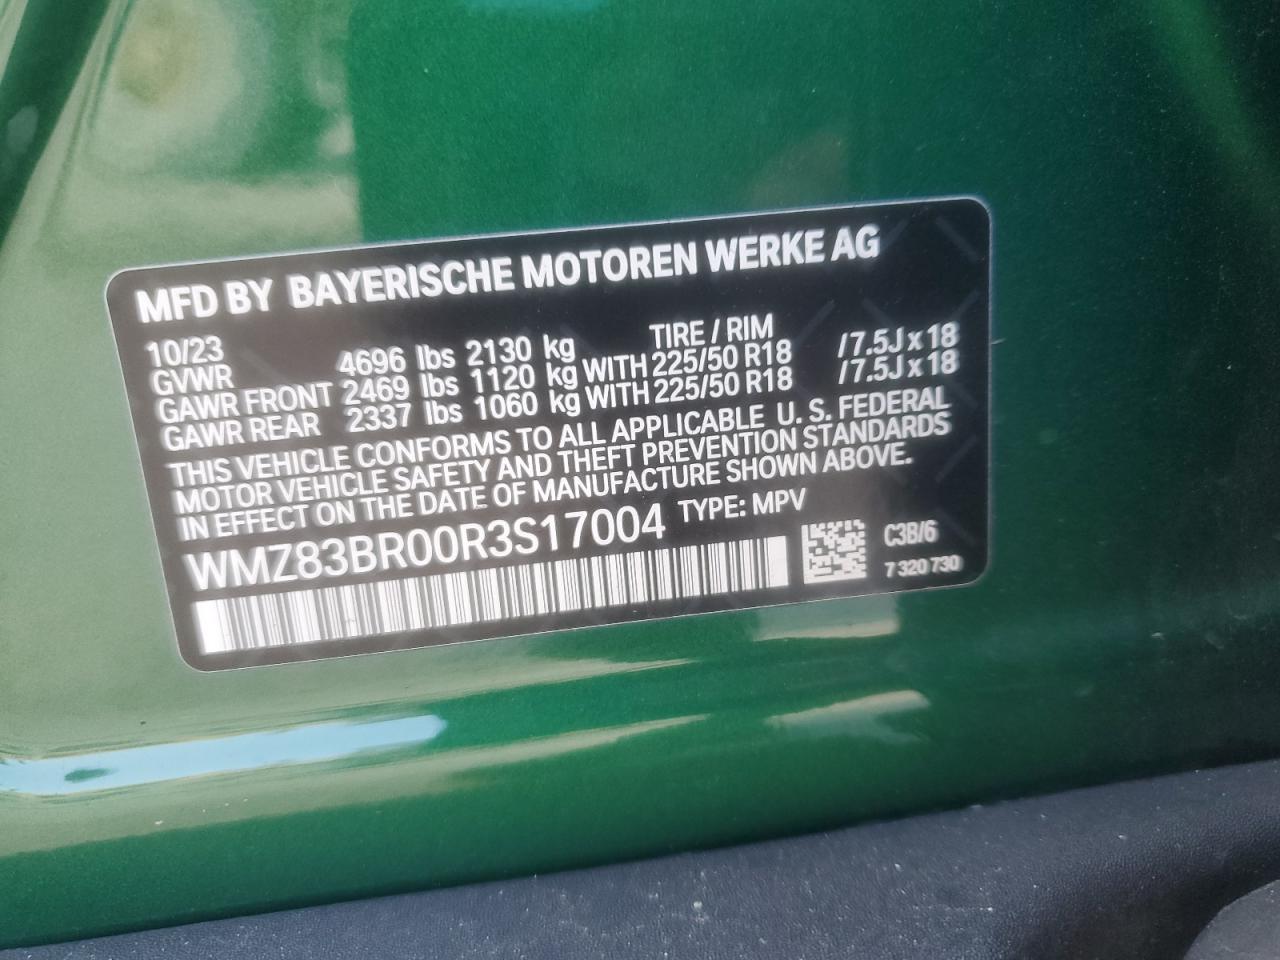 MFD BY BAYERISCHE MOTOREN WERKE AG
10/23 TIRE / RIM
GVWR 4696 lbs 2130 kg
GAWR FRONT 2469 lbs 1120 kg WITH 225/50 R18 /7.5J x 18
GAWR REAR 2337 lbs 1060 kg WITH 225/50 R18 /7.5J x 18
THIS VEHICLE CONFORMS TO ALL APPLICABLE U. S. FEDERAL
MOTOR VEHICLE SAFETY AND THEFT PREVENTION STANDARDS
IN EFFECT ON THE DATE OF MANUFACTURE SHOWN ABOVE.
WMZ83BR00R3S17004 TYPE: MPV
C3B/6
7 320 730